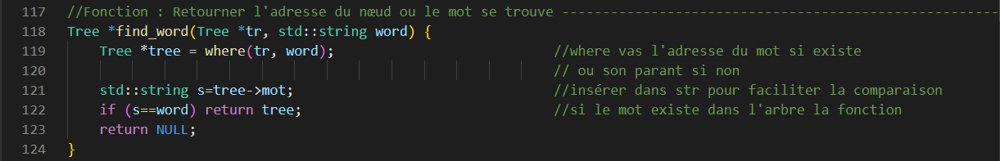 117 //Fonction : Retourner l'adresse du nœud ou le mot se trouve -----------------------------------------------------
118 Tree *find_word(Tree *tr, std::string word) {
119 Tree *tree = where(tr, word); //where vas l'adresse du mot si existe
120 // ou son parant si non
121 std::string s=tree->mot; //insérer dans str pour faciliter la comparaison
122 if (s==word) return tree; //si le mot existe dans l'arbre la fonction
123 return NULL;
124 }